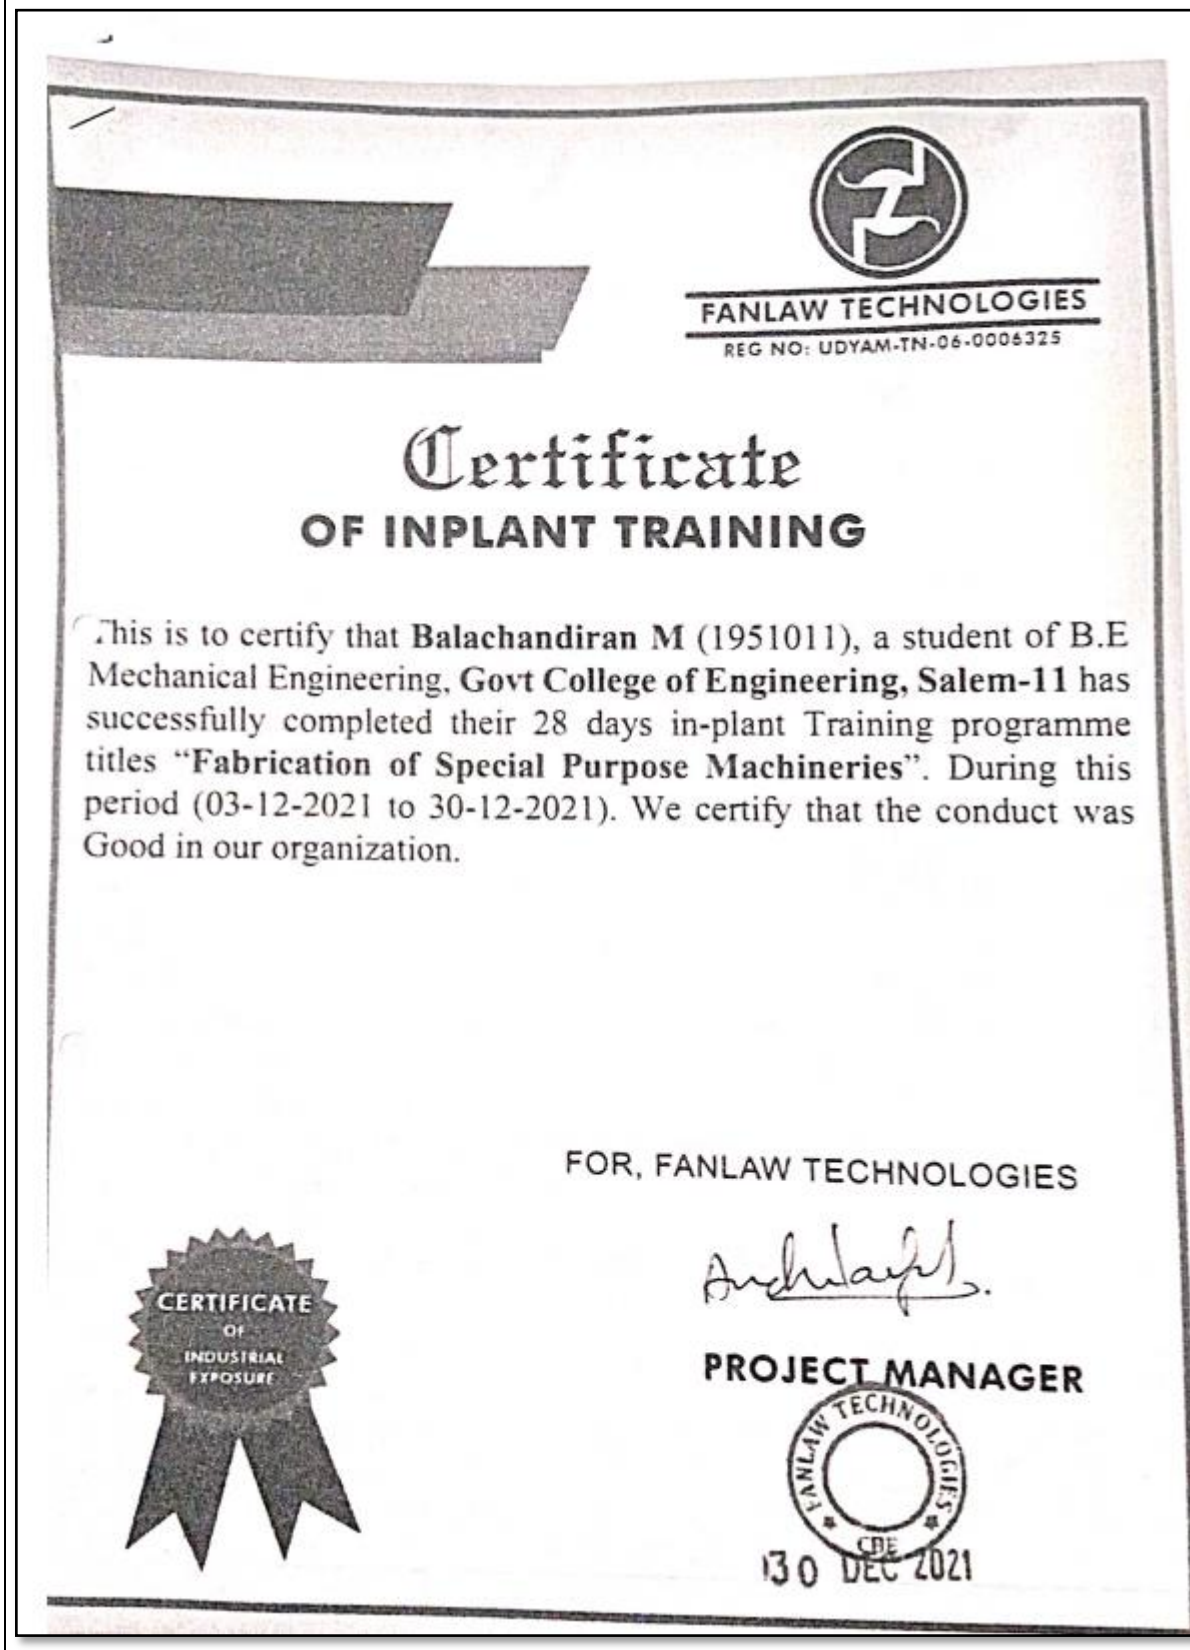 FANLAW TECHNOLOGIES
REG NO: UDYAM-TN-06-0006325
Certificate
OF INPLANT TRAINING
This is to certify that Balachandiran M (1951011), a student of B.E
Mechanical Engineering, Govt College of Engineering, Salem-11 has
successfully completed their 28 days in-plant Training programme
titles “Fabrication of Special Purpose Machineries”. During this
period (03-12-2021 to 30-12-2021). We certify that the conduct was
Good in our organization.
FOR, FANLAW TECHNOLOGIES
CERTIFICATE
OF
INDUSTRIAL
EXPOSURE
PROJECT MANAGER
FANLAW TECHNOLOGIES
CBE
30 DEC 2021